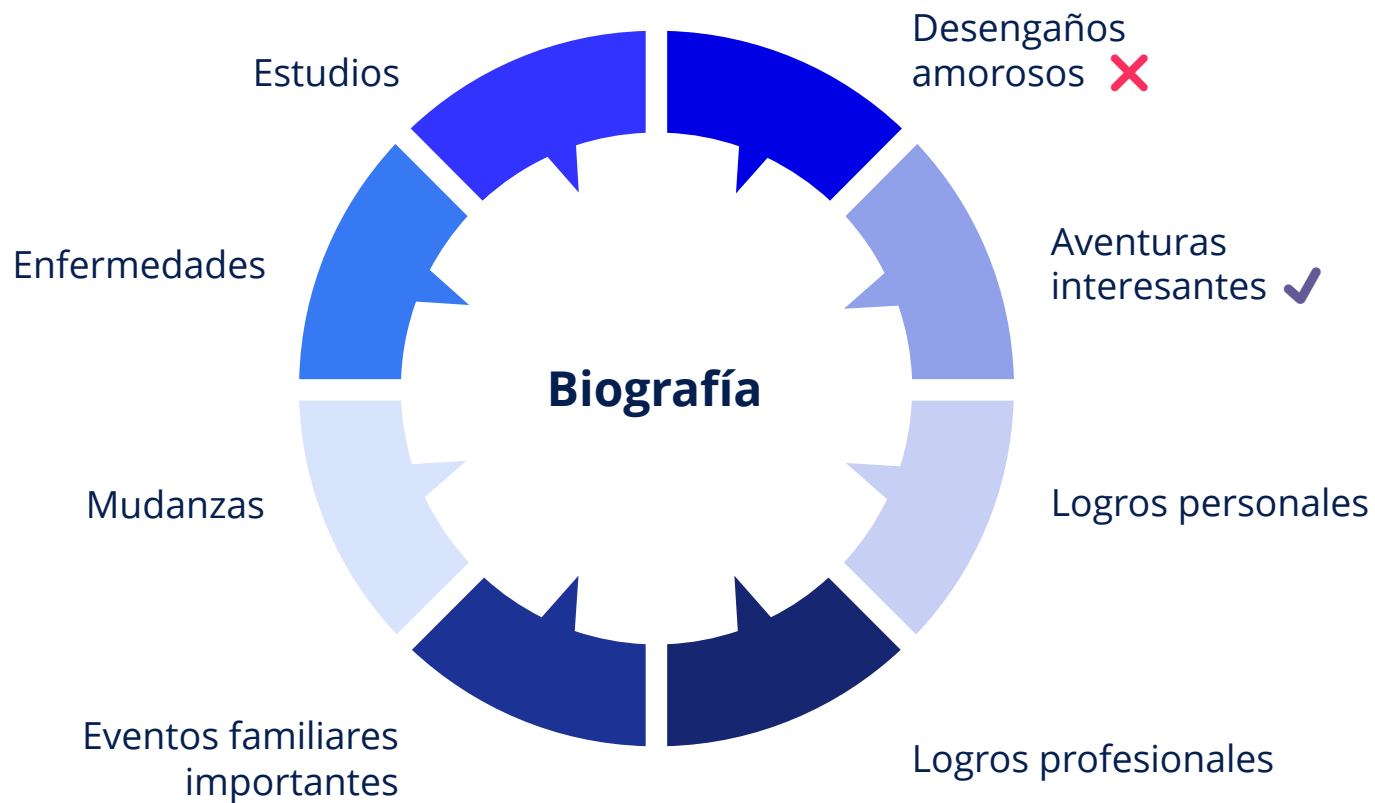 Desengaños
amorosos
Estudios
Aventuras
interesantes
Enfermedades
Biografía
Mudanzas
Logros personales
Eventos familiares
importantes
Logros profesionales